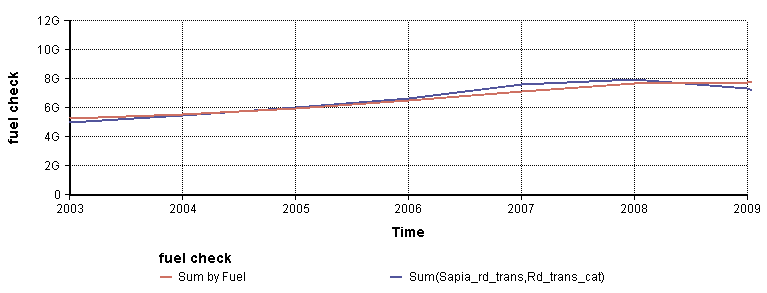 12G
10G
8G
6G
4G
2G
0
fuel check
2003 2004 2005 2006 2007 2008 2009
Time
fuel check
Sum by Fuel Sum(Sapia_rd_trans,Rd_trans_cat)